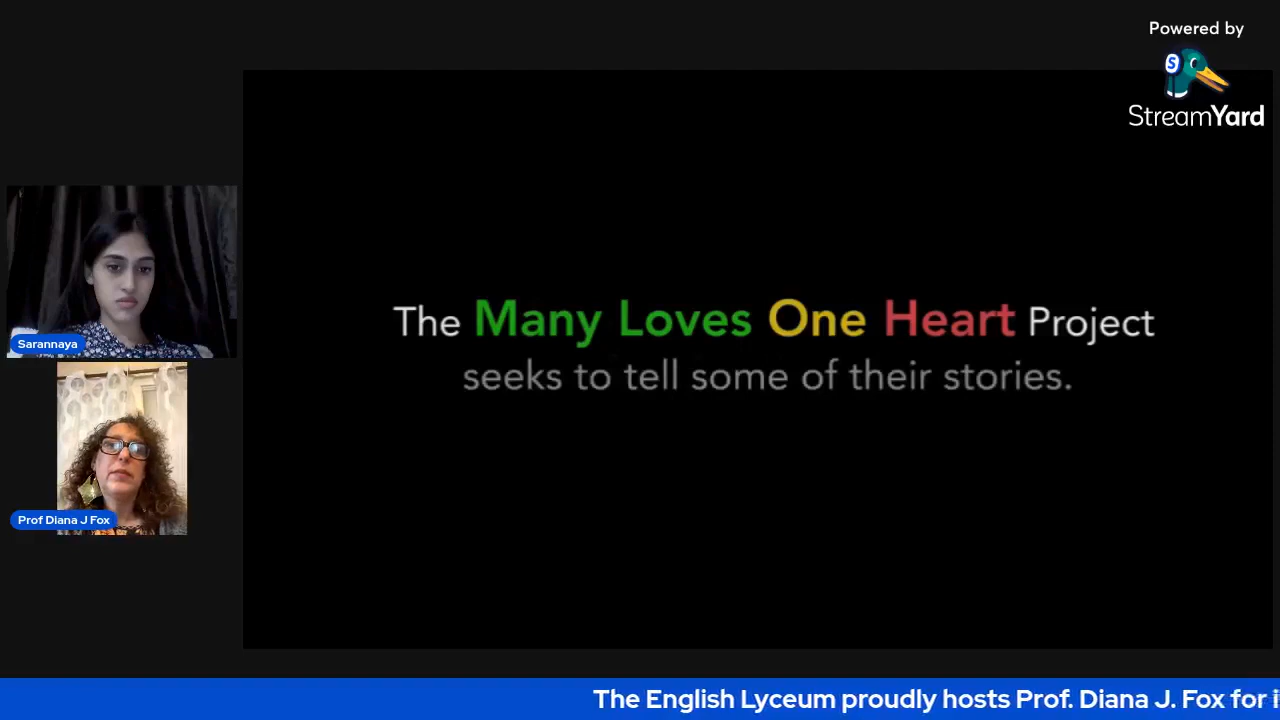 Powered by
S
StreamYard
Sarannaya
Prof Diana J Fox
The Many Loves One Heart Project
seeks to tell some of their stories.
The English Lyceum proudly hosts Prof. Diana J. Fox for i